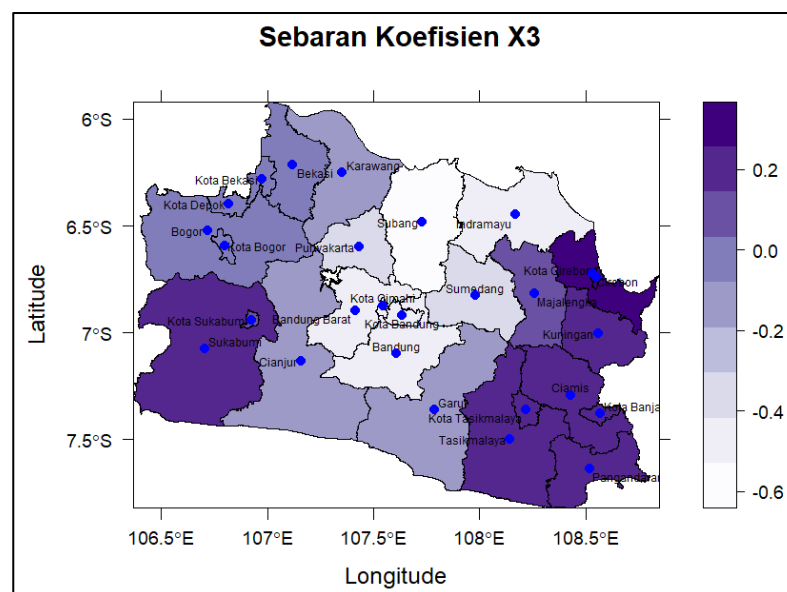 Sebaran Koefisien X3
6°S
6.5°S
7°S
7.5°S
Latitude
Karawang
Bekasi
Kota Bekasi
Kota Depok
Subang
Indramayu
Bogor
Kota Bogor
Purwakarta
Kota Cirebon
Cirebon
Sumedang
Majalengka
Kota Cimahi
Kota Sukabumi
Bandung Barat
Kota Bandung
Kuningan
Sukabumi
Bandung
Cianjur
Ciamis
Garut
Kota Banja
Kota Tasikmalaya
Tasikmalaya
Pangandaran
106.5°E 107°E 107.5°E 108°E 108.5°E
Longitude
0.2
0.0
-0.2
-0.4
-0.6